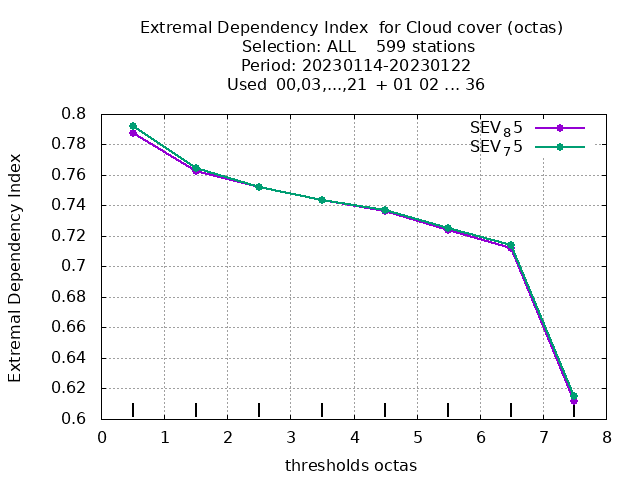 Extremal Dependency Index  for Cloud cover (octas)
Selection: ALL    599 stations
Period: 20230114-20230122
Used  00,03,...,21  + 01 02 ... 36
SEV₈5
SEV₇5
Extremal Dependency Index
0.8
0.78
0.76
0.74
0.72
0.7
0.68
0.66
0.64
0.62
0.6
0 1 2 3 4 5 6 7 8
thresholds octas